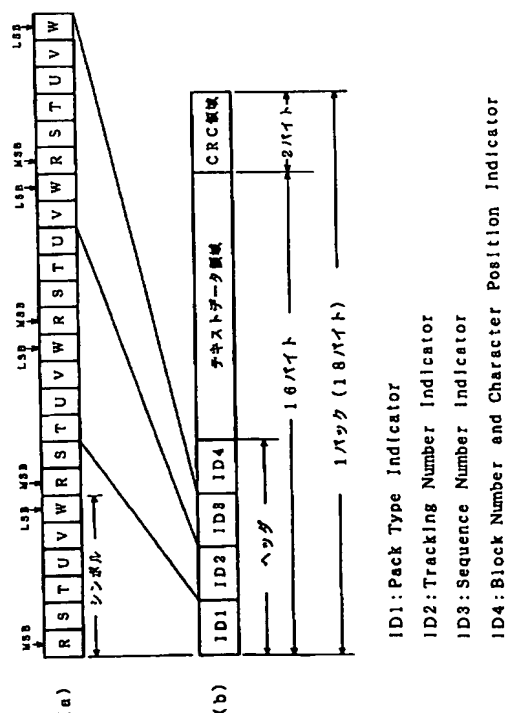 MSB LSB MSB LSB MSB LSB MSB LSB
a) R S T U V W R S T U V W R S T U V W R S T U V W
シンボル
(b) ID1 ID2 ID3 ID4 テキストデータ領域 CRC領域
ヘッダ
16バイト 2バイト
1パック(18バイト)
ID1:Pack Type Indicator
ID2:Tracking Number Indicator
ID3:Sequence Number Indicator
ID4:Block Number and Character Position Indicator